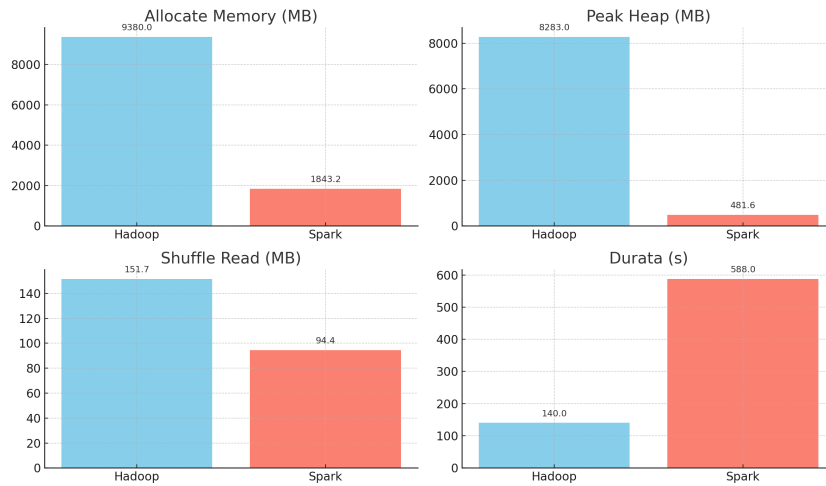 Allocate Memory (MB)
9380.0
8000
6000
4000
2000
0
1843.2
Hadoop
Spark
Peak Heap (MB)
8283.0
8000
6000
4000
2000
0
481.6
Hadoop
Spark
Shuffle Read (MB)
151.7
140
120
100
80
60
40
20
0
94.4
Hadoop
Spark
Durata (s)
600
500
400
300
200
100
0
588.0
140.0
Hadoop
Spark